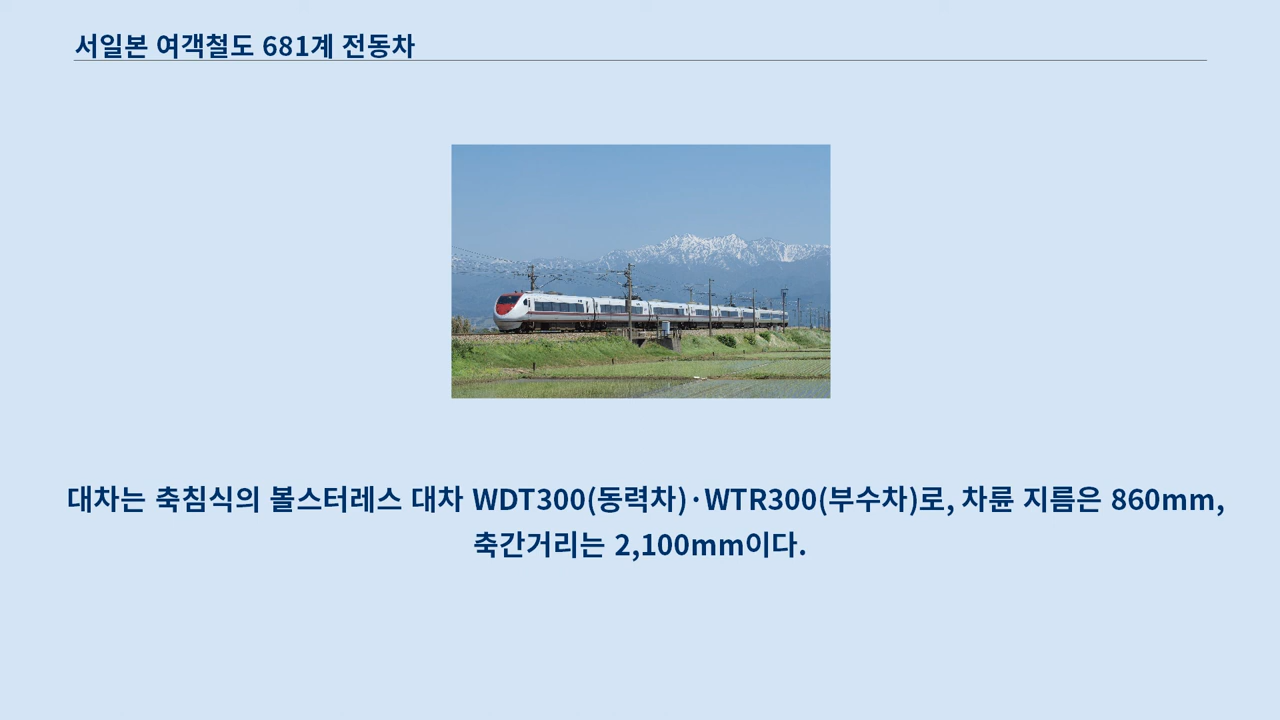 서일본 여객철도 681계 전동차
대차는 축침식의 볼스터레스 대차 WDT300(동력차)·WTR300(부수차)로, 차륜 지름은 860mm,
축간거리는 2,100mm이다.